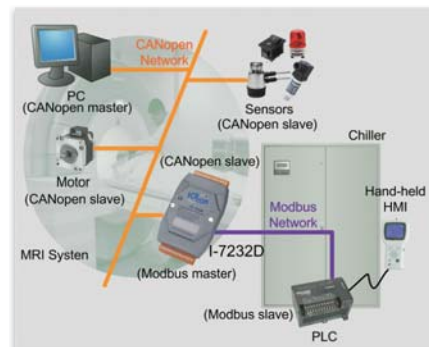 CANopen
Network
PC
(CANopen master)
Sensors
(CANopen slave)
Chiller
(CANopen slave)
Motor
(CANopen slave)
Hand-held
HMI
Modbus
Network
I-7232D
MRI Systen
(Modbus master)
(Modbus slave)
PLC